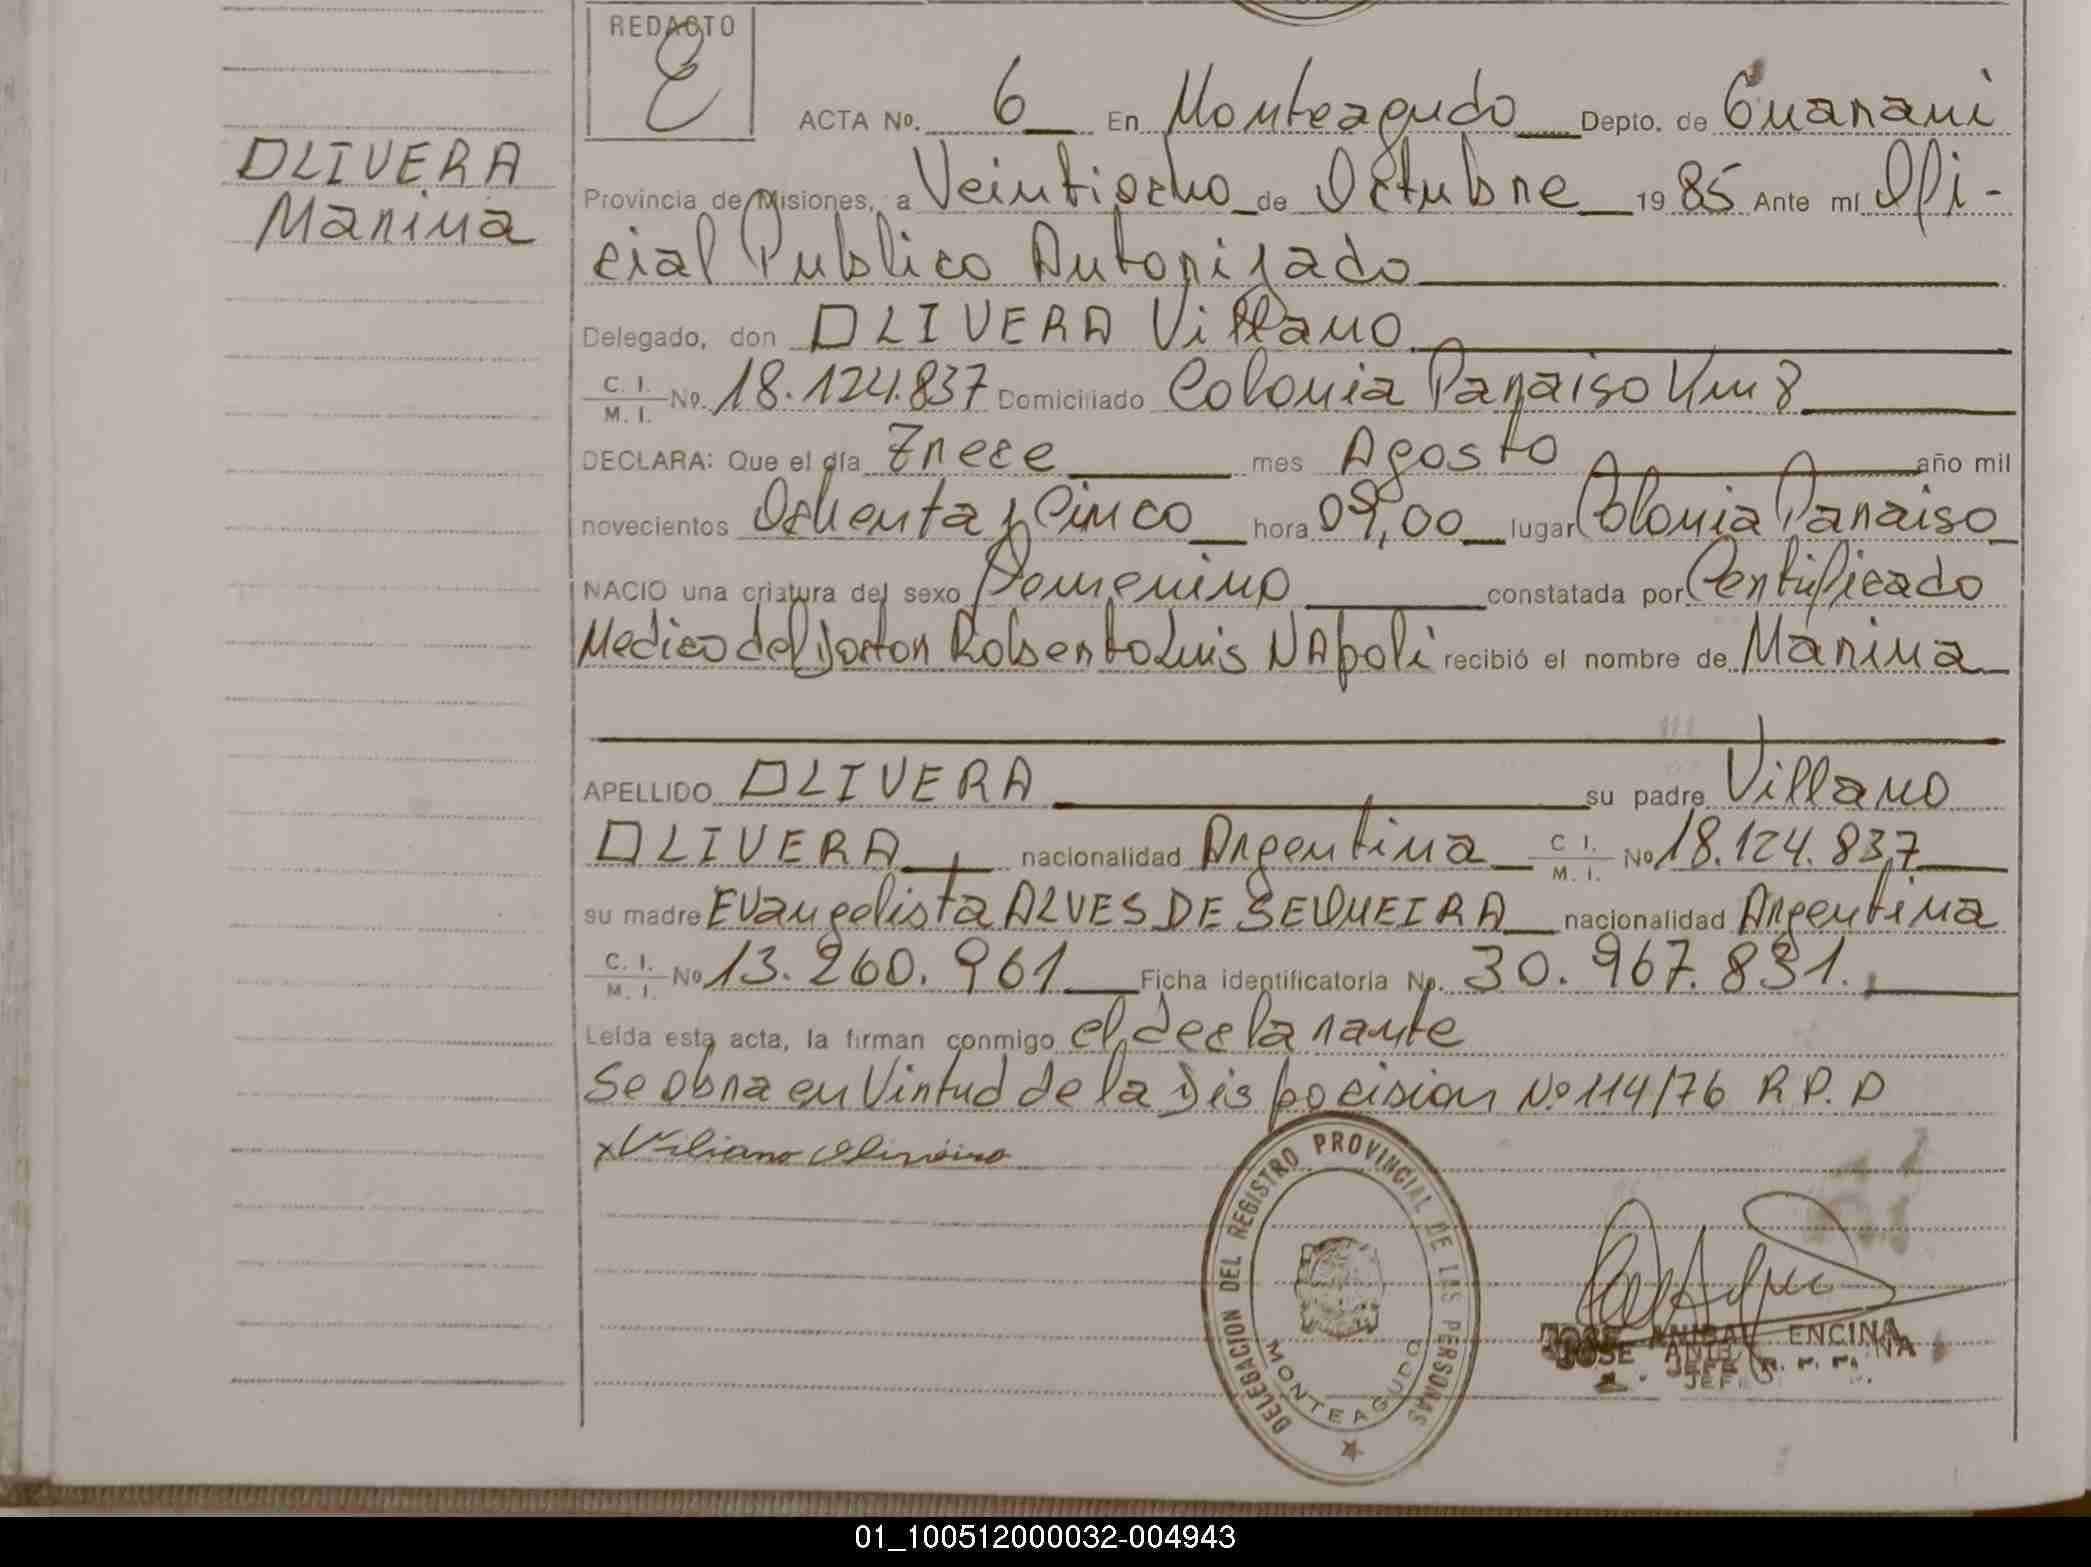 REDACTO
E
ACTA Nº. 6 En Monteagudo Depto. de Guarani
OLIVERA
Marina
Provincia de Misiones, a Veintiocho de Octubre 1985 Ante mí Ofi-
cial Publico Autorizado
Delegado, don OLIVERA Villano
C. I.
M. I. Nº. 18.124.837 Domiciliado Colonia Paraiso Km 8
DECLARA: Que el día Trece mes Agosto año mil
novecientos Ochenta y Cinco hora 09,00 lugar Colonia Paraiso
NACIO una criatura del sexo Femenino constatada por Certificado
Medico del Doctor Roberto Luis NApoli recibió el nombre de Marina
APELLIDO OLIVERA su padre Villano
OLIVERA nacionalidad Argentina C. I.
M. I. Nº 18.124.837
su madre Evangelista ALVES DE SEQUEIRA nacionalidad Argentina
C. I.
M. I. Nº 13.260.961 Ficha identificatoria Nº. 30.967.831.
Leída esta acta, la firman conmigo el declarante
Se obra en Virtud de la Dispocision Nº 114/76 R.P.P
DELEGACION DEL REGISTRO PROVINCIAL DE LAS PERSONAS
MONTEAGUDO
JOSE ANIBAL ENCINA
01_100512000032-004943